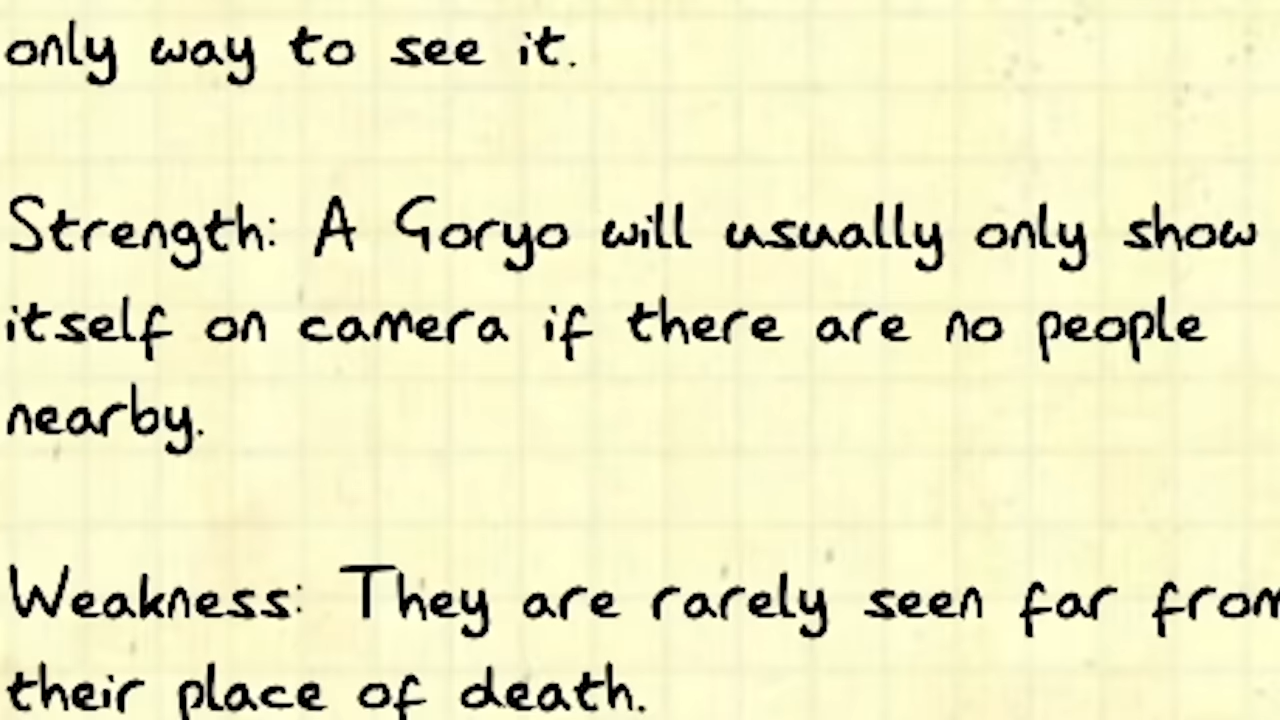 only way to see it.
Strength: A Goryo will usually only show
itself on camera if there are no people
nearby.
Weakness: They are rarely seen far from
their place of death.